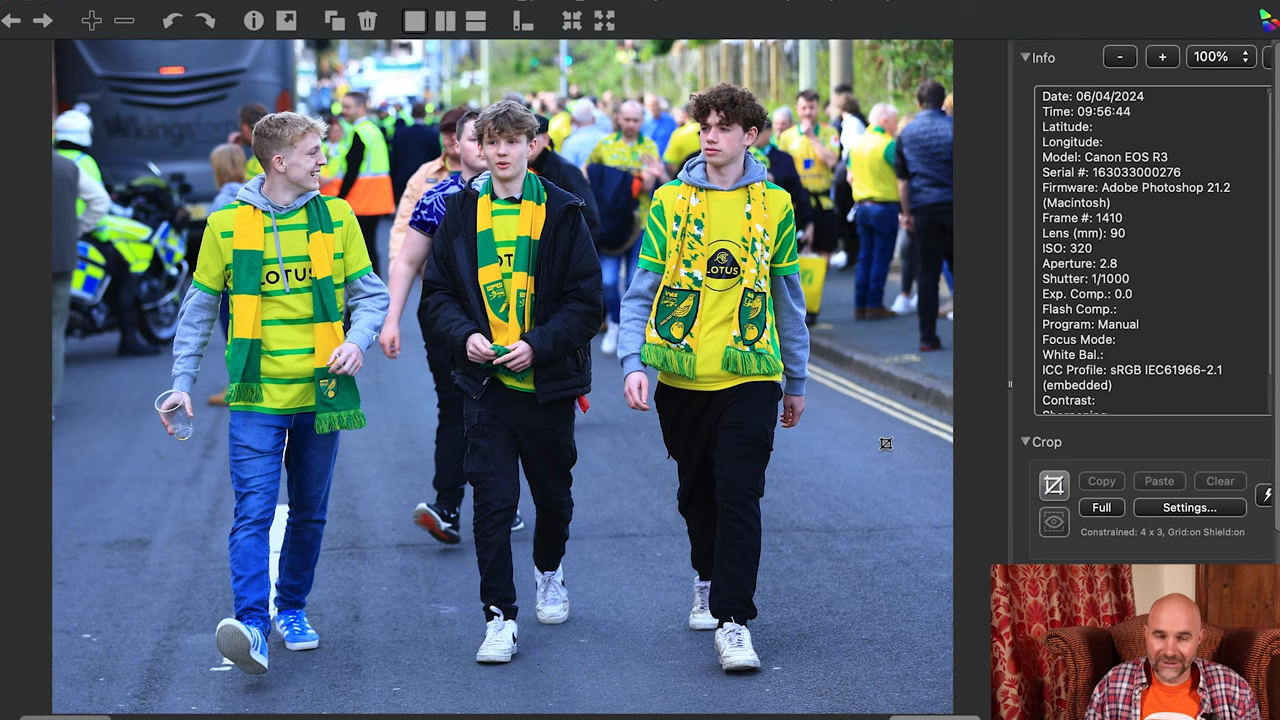 Info
-
+
100%
Date: 06/04/2024
Time: 09:56:44
Latitude:
Longitude:
Model: Canon EOS R3
Serial #: 163033000276
Firmware: Adobe Photoshop 21.2
(Macintosh)
Frame #: 1410
Lens (mm): 90
ISO: 320
Aperture: 2.8
Shutter: 1/1000
Exp. Comp.: 0.0
Flash Comp.:
Program: Manual
Focus Mode:
White Bal.:
ICC Profile: sRGB IEC61966-2.1
(embedded)
Contrast:
Crop
Copy
Paste
Clear
Full
Settings...
Constrained: 4 x 3, Grid:on Shield:on
LOTUS
LOTUS